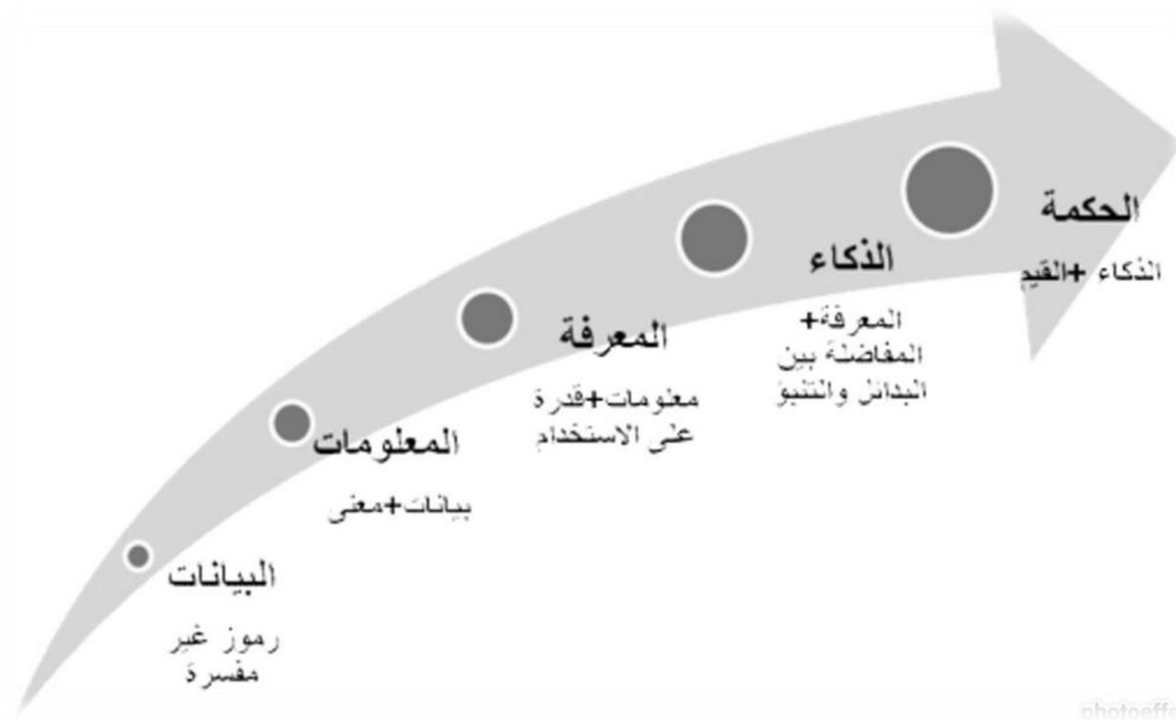 الحكمة
الذكاء +القيم
الذكاء
المعرفة+
المفاضلة بين
البدائل والتنبؤ
المعرفة
معلومات+قدرة
على الاستخدام
المعلومات
بيانات+معنى
البيانات
رموز غير
مفسرة